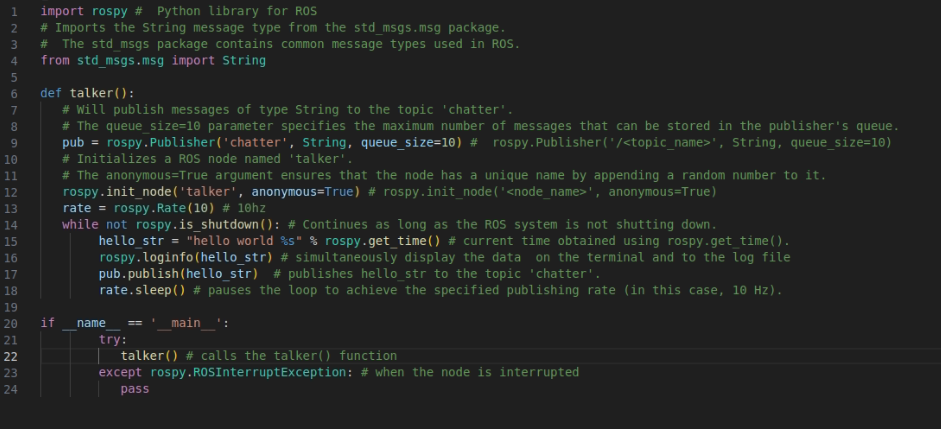 1 import rospy #  Python library for ROS
2 # Imports the String message type from the std_msgs.msg package.
3 #  The std_msgs package contains common message types used in ROS.
4 from std_msgs.msg import String
5
6 def talker():
7    # Will publish messages of type String to the topic 'chatter'.
8    # The queue_size=10 parameter specifies the maximum number of messages that can be stored in the publisher's queue.
9    pub = rospy.Publisher('chatter', String, queue_size=10) #  rospy.Publisher('/<topic_name>', String, queue_size=10)
10    # Initializes a ROS node named 'talker'.
11    # The anonymous=True argument ensures that the node has a unique name by appending a random number to it.
12    rospy.init_node('talker', anonymous=True) # rospy.init_node('<node_name>', anonymous=True)
13    rate = rospy.Rate(10) # 10hz
14    while not rospy.is_shutdown(): # Continues as long as the ROS system is not shutting down.
15         hello_str = "hello world %s" % rospy.get_time() # current time obtained using rospy.get_time().
16         rospy.loginfo(hello_str) # simultaneously display the data  on the terminal and to the log file
17         pub.publish(hello_str)  # publishes hello_str to the topic 'chatter'.
18         rate.sleep() # pauses the loop to achieve the specified publishing rate (in this case, 10 Hz).
19
20 if __name__ == '__main__':
21         try:
22            talker() # calls the talker() function
23         except rospy.ROSInterruptException: # when the node is interrupted
24            pass